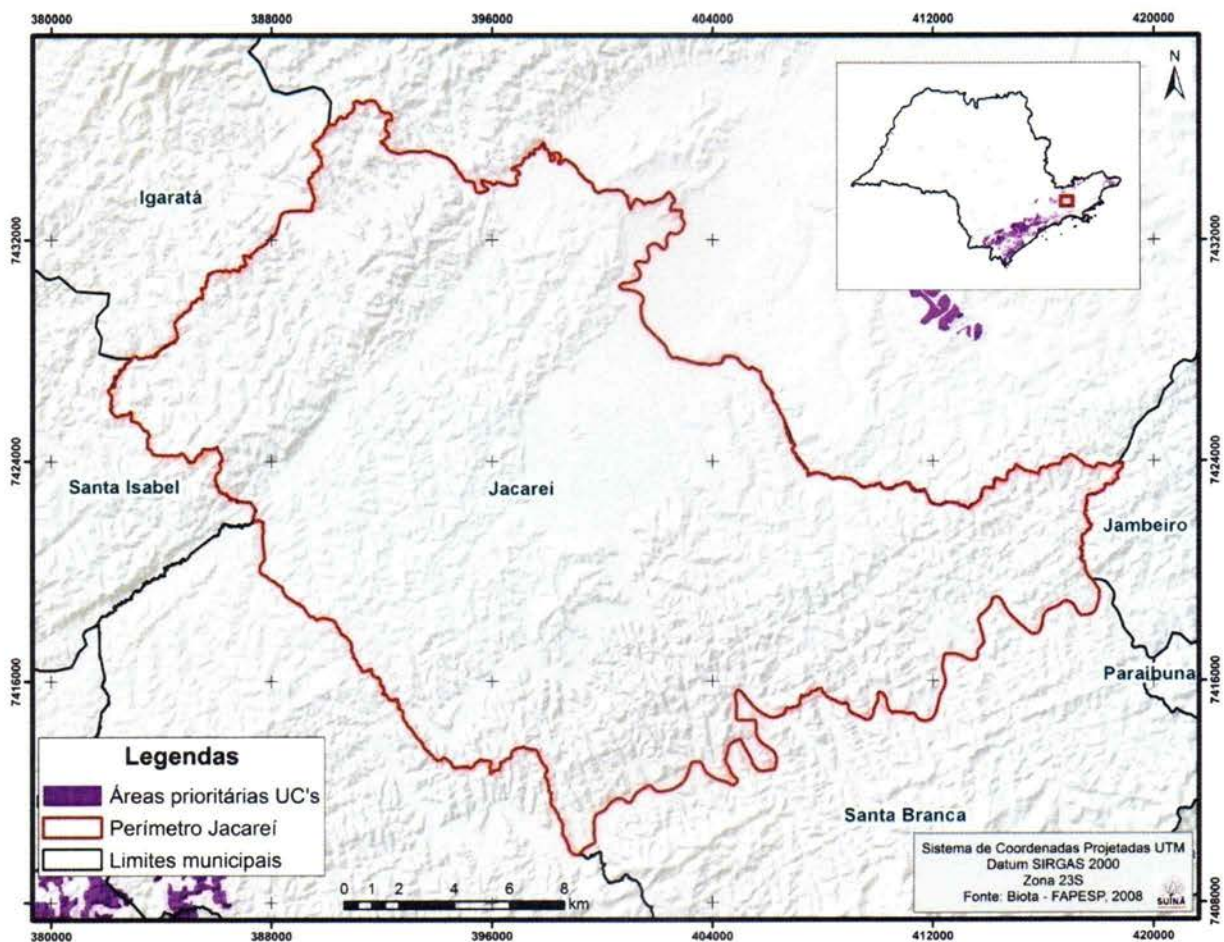 380000 388000 396000 404000 412000 420000
N
Igaratá
7432000
7432000
7424000
7424000
Santa Isabel
Jacarei
Jambeiro
Paraibuna
7416000
7416000
Legendas
Áreas prioritárias UC's
Perímetro Jacareí
Limites municipais
Santa Branca
Sistema de Coordenadas Projetadas UTM
Datum SIRGAS 2000
Zona 23S
Fonte: Biota - FAPESP, 2008
SUINÃ
0 1 2 4 6 8
km
7408000
380000 388000 396000 404000 412000 420000